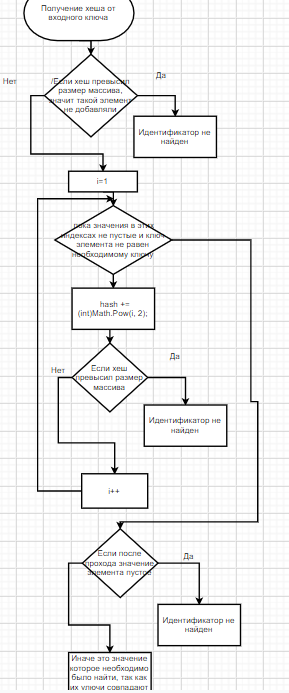 Получение хеша от
входного ключа
Нет
Да
/Если хеш превысил
размер массива,
значит такой элемент
не добавляли
Идентификатор не
найден
i=1
пока значения в этих
индексах не пустые и ключ
элемента не равен
необходимому ключу
hash +=
(int)Math.Pow(i, 2);
Нет
Да
Если хеш
превысил размер
массива
Идентификатор не
найден
i++
Если после
прохода значение
элемента пустое
Да
Идентификатор не
найден
Иначе это значение
которое необходимо
было найти, так как
их улючи совпадают